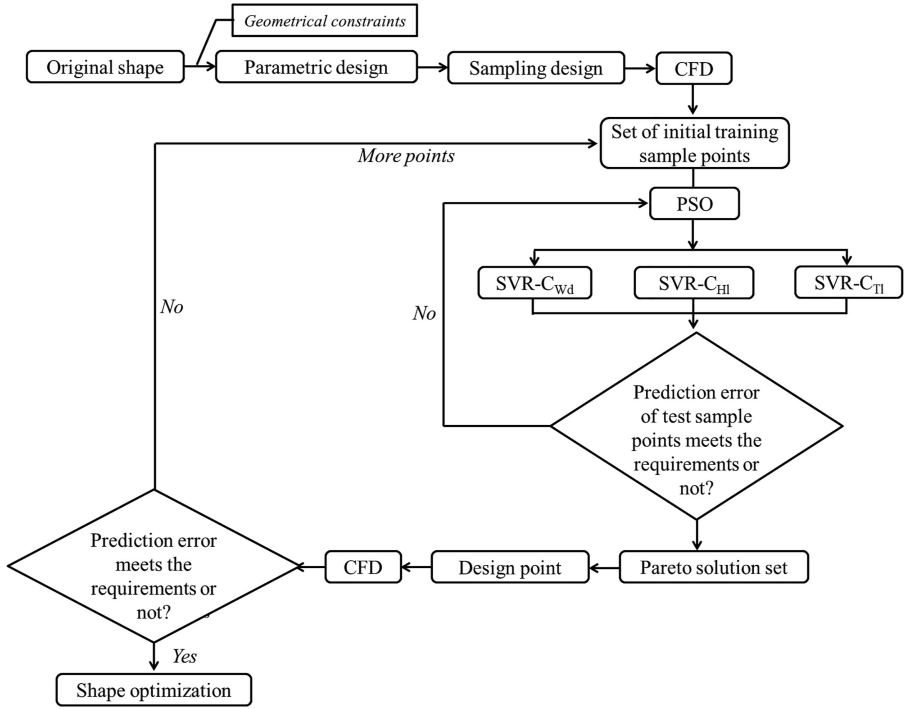 Geometrical constraints
Original shape
Parametric design
Sampling design
CFD
Set of initial training
sample points
More points
PSO
SVR-C_Wd
SVR-C_Hl
SVR-C_Tl
No
No
Prediction error
of test sample
points meets the
requirements or
not?
Prediction error
meets the
requirements or
not?
CFD
Design point
Pareto solution set
Yes
Shape optimization